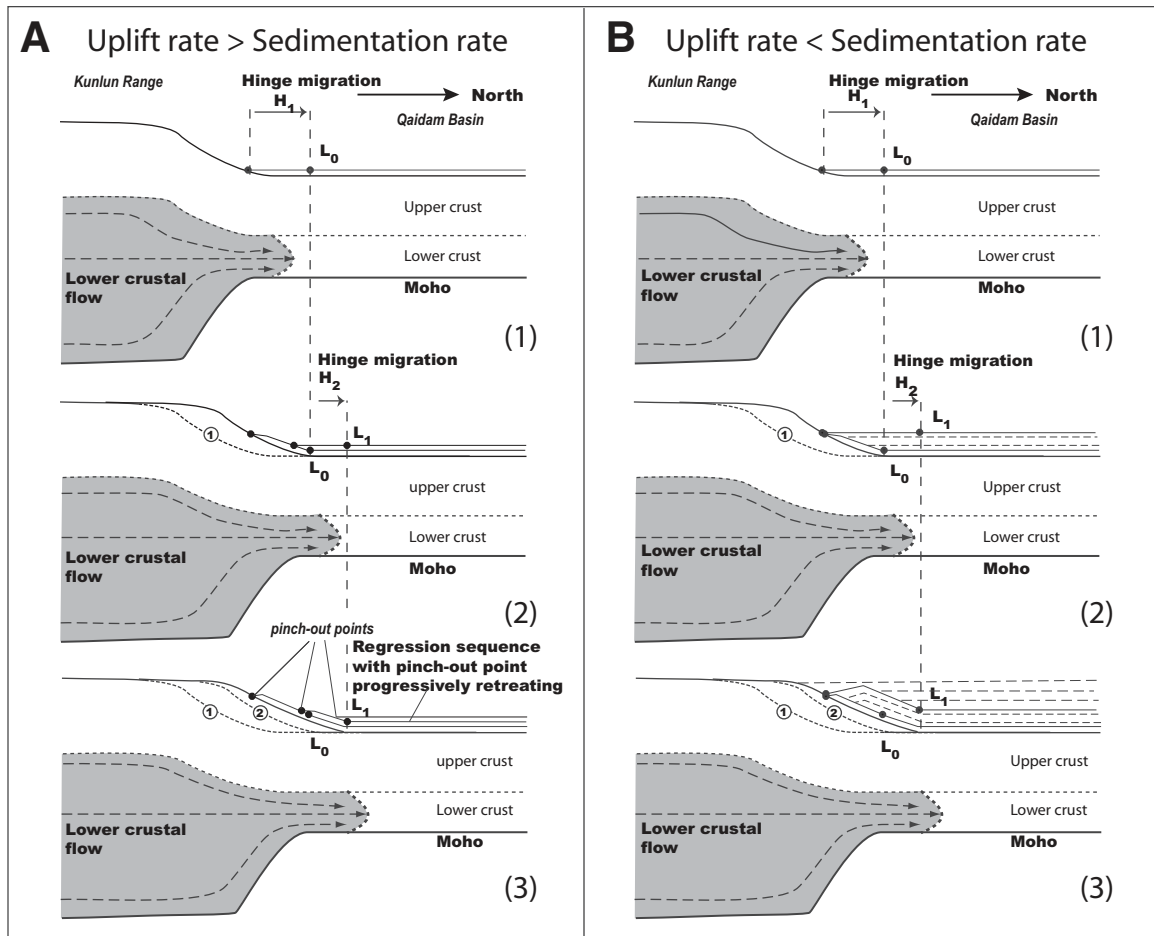 A Uplift rate > Sedimentation rate
Kunlun Range
Hinge migration
H1
North
Qaidam Basin
L0
Upper crust
Lower crust
Lower crustal
flow
Moho
(1)
Hinge migration
H2
1
L1
L0
upper crust
Lower crust
Lower crustal
flow
Moho
(2)
pinch-out points
Regression sequence
with pinch-out point
progressively retreating
1
2
L1
L0
upper crust
Lower crust
Lower crustal
flow
Moho
(3)
B Uplift rate < Sedimentation rate
Kunlun Range
Hinge migration
H1
North
Qaidam Basin
L0
Upper crust
Lower crust
Lower crustal
flow
Moho
(1)
Hinge migration
H2
1
L1
L0
Upper crust
Lower crust
Lower crustal
flow
Moho
(2)
1
2
L1
L0
Upper crust
Lower crust
Lower crustal
flow
Moho
(3)